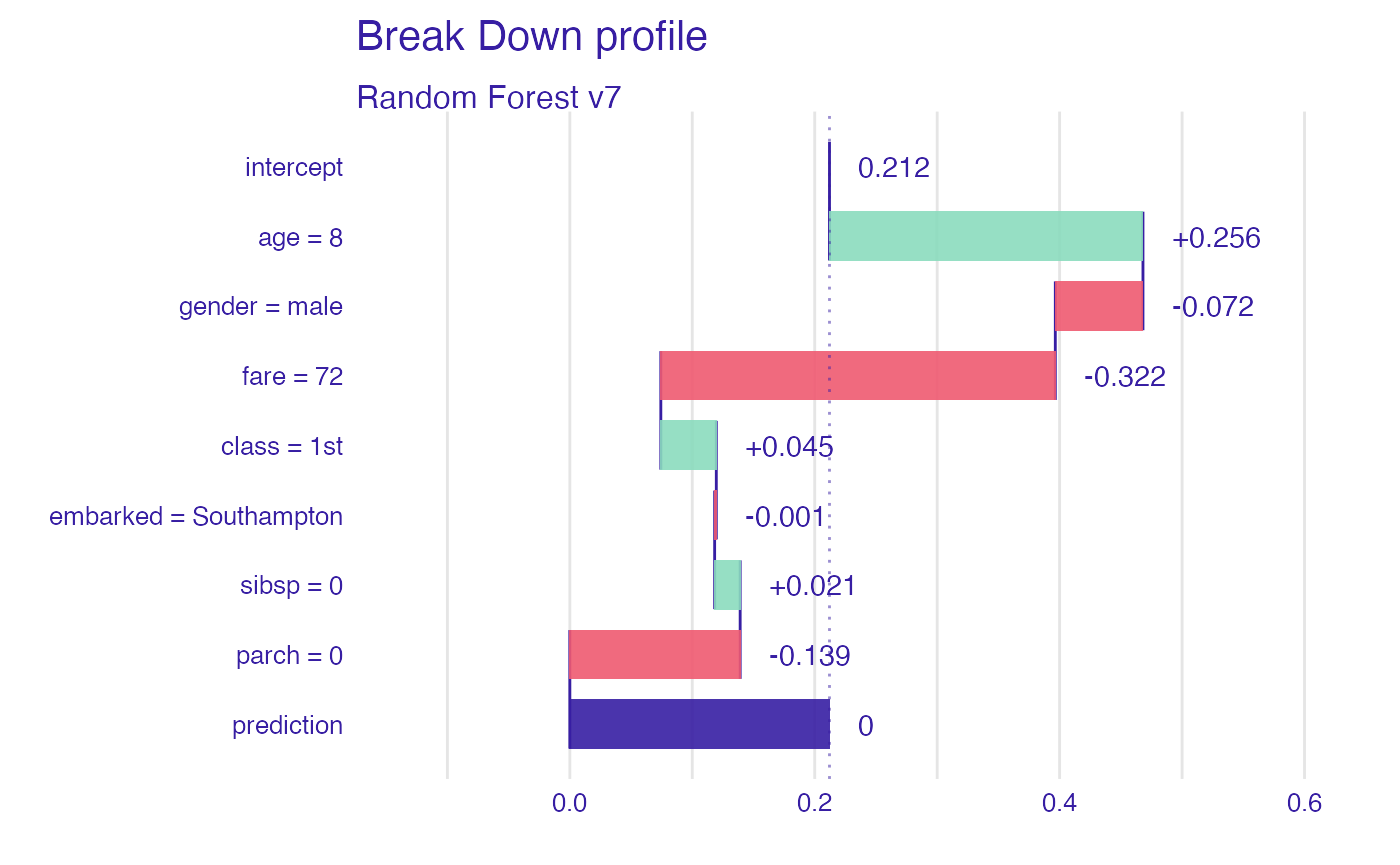 Break Down profile
Random Forest v7
intercept 0.212
age = 8 +0.256
gender = male -0.072
fare = 72 -0.322
class = 1st +0.045
embarked = Southampton -0.001
sibsp = 0 +0.021
parch = 0 -0.139
prediction 0
0.0 0.2 0.4 0.6